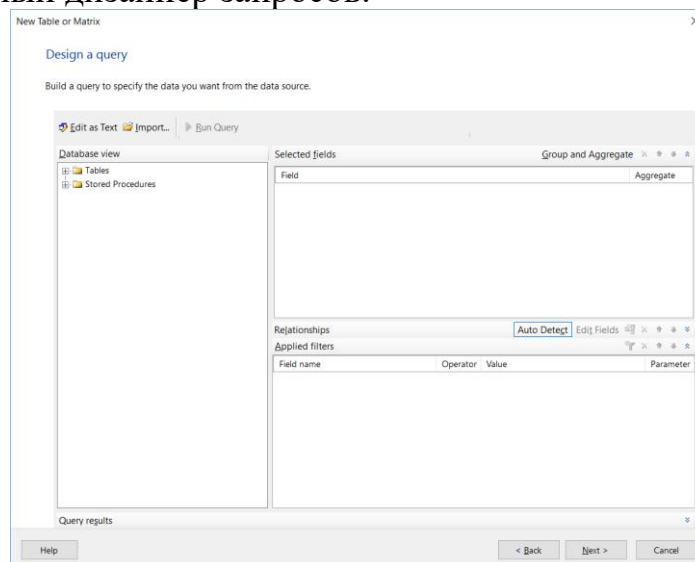 дизайнер запросов.
New Table or Matrix
Design a query
Build a query to specify the data you want from the data source.
Edit as Text Import... Run Query
Database view
Tables
Stored Procedures
Selected fields Group and Aggregate
Field Aggregate
Relationships Auto Detect Edit Fields
Applied filters
Field name Operator Value Parameter
Query results
Help < Back Next > Cancel